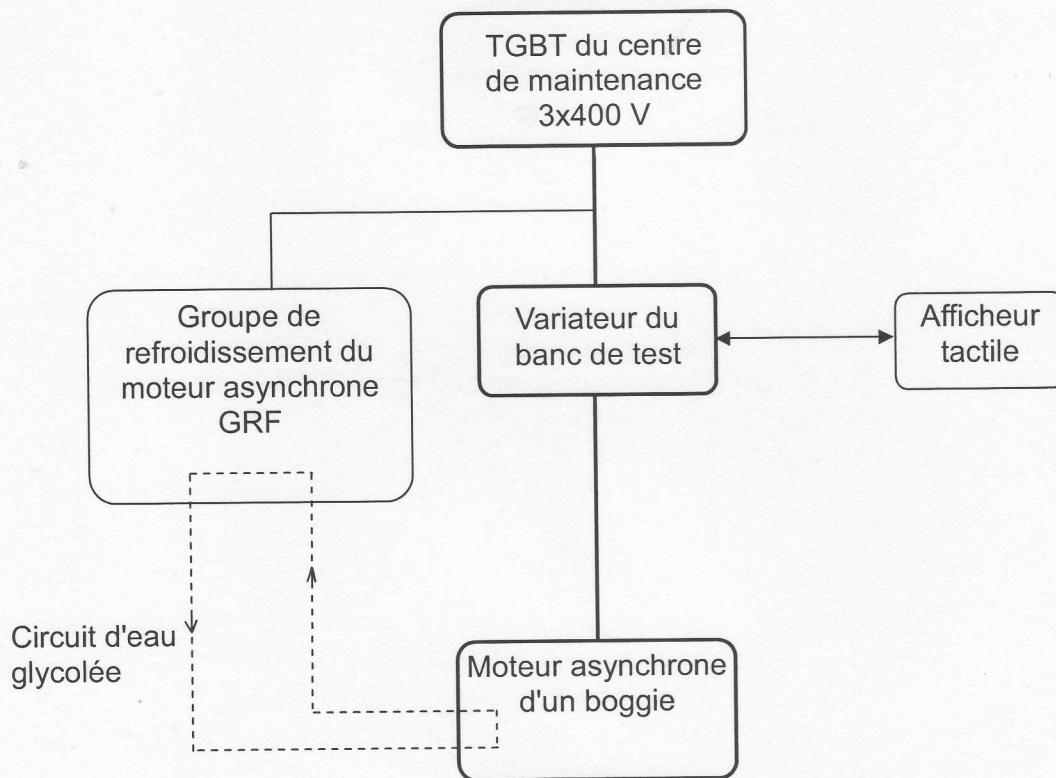 TGBT du centre
de maintenance
3x400 V
Groupe de
refroidissement du
moteur asynchrone
GRF
Variateur du
banc de test
Afficheur
tactile
Circuit d'eau
glycolée
Moteur asynchrone
d'un boggie